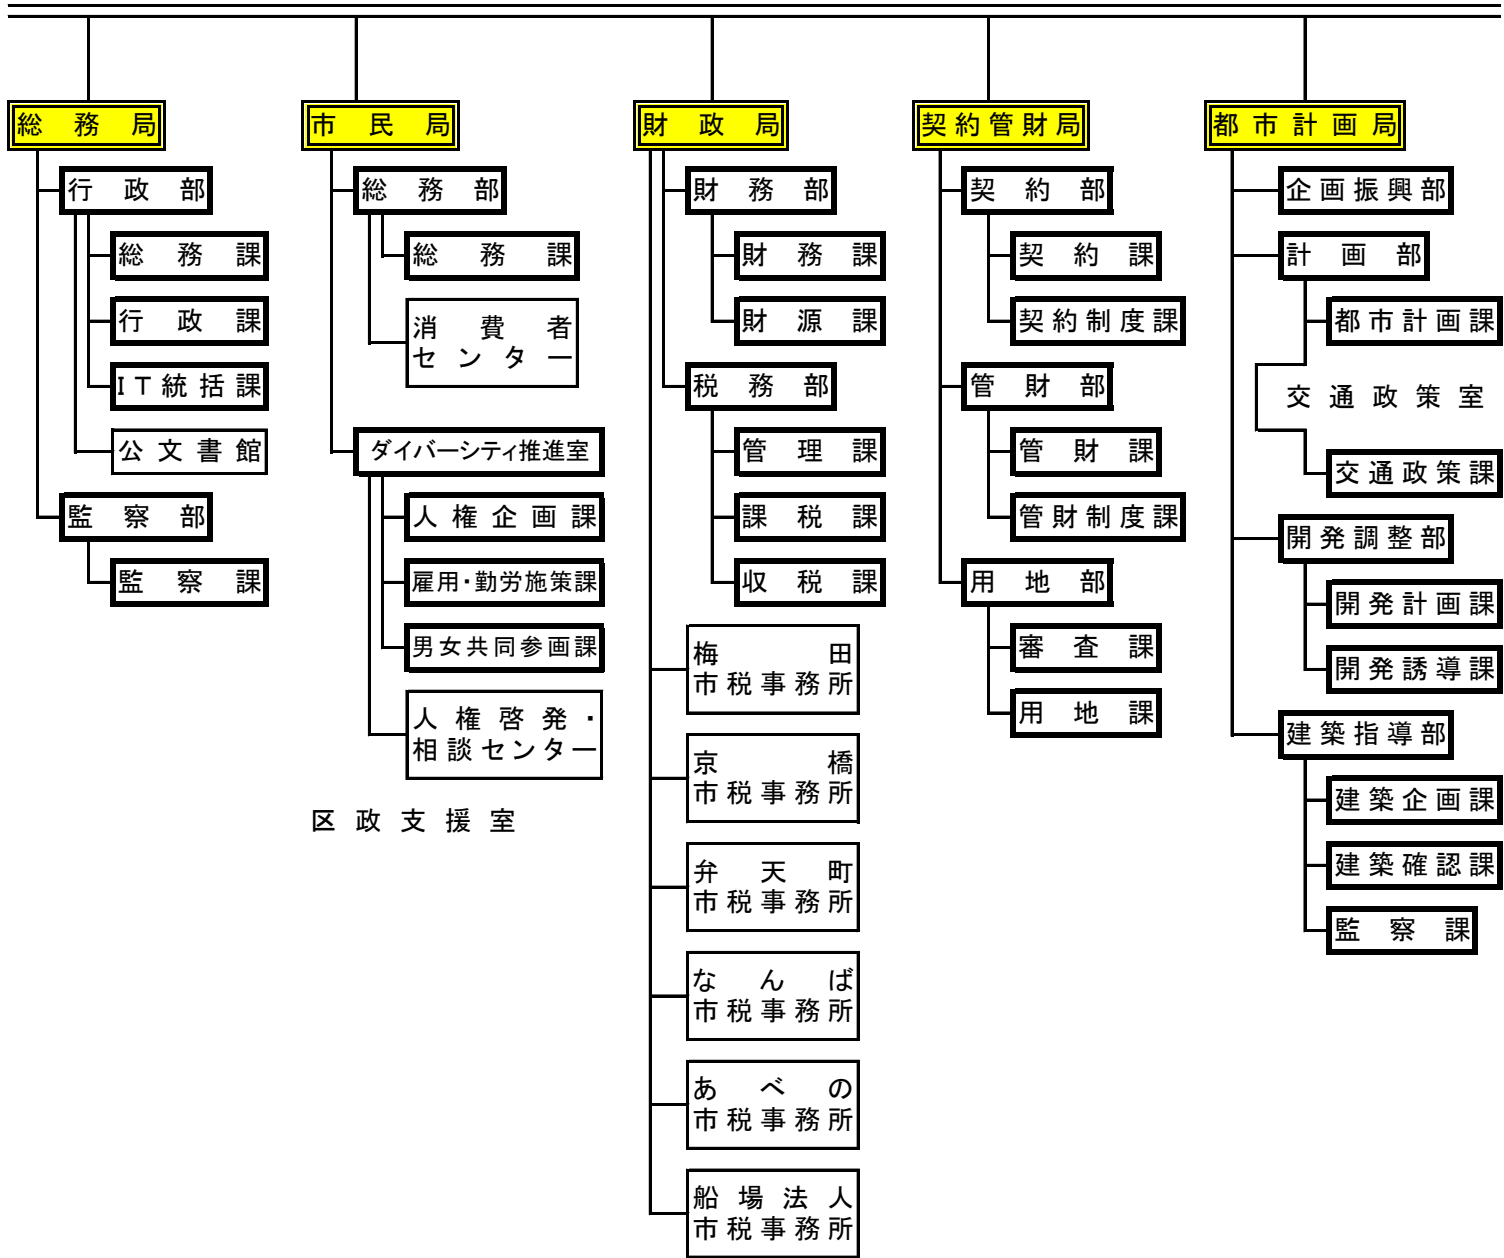 総務局
行政部
総務課
行政課
IT統括課
公文書館
監察部
監察課
市民局
総務部
総務課
消費者
センター
ダイバーシティ推進室
人権企画課
雇用・勤労施策課
男女共同参画課
人権啓発・
相談センター
区政支援室
財政局
財務部
財務課
財源課
税務部
管理課
課税課
収税課
梅田
市税事務所
京橋
市税事務所
弁天町
市税事務所
なんば
市税事務所
あべの
市税事務所
船場法人
市税事務所
契約管財局
契約部
契約課
契約制度課
管財部
管財課
管財制度課
用地部
審査課
用地課
都市計画局
企画振興部
計画部
都市計画課
交通政策室
交通政策課
開発調整部
開発計画課
開発誘導課
建築指導部
建築企画課
建築確認課
監察課